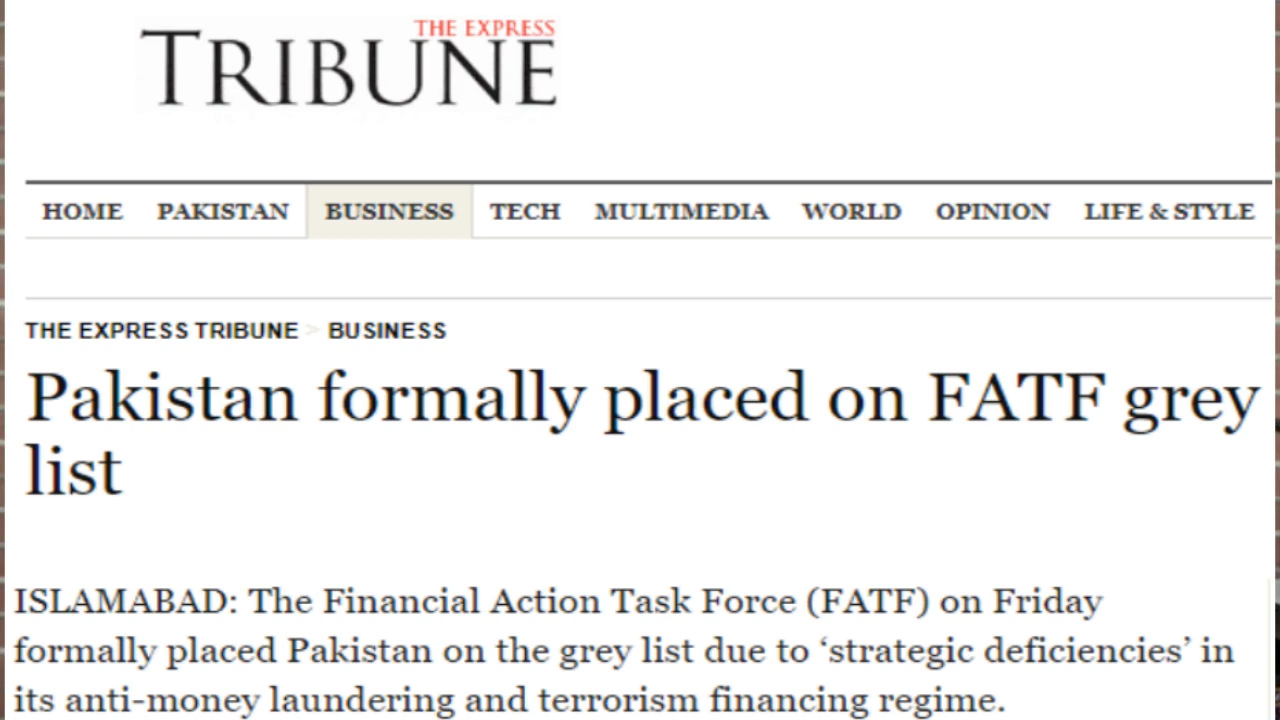 THE EXPRESS
TRIBUNE
HOME PAKISTAN BUSINESS TECH MULTIMEDIA WORLD OPINION LIFE & STYLE
THE EXPRESS TRIBUNE > BUSINESS
Pakistan formally placed on FATF grey
list
ISLAMABAD: The Financial Action Task Force (FATF) on Friday
formally placed Pakistan on the grey list due to ‘strategic deficiencies’ in
its anti-money laundering and terrorism financing regime.